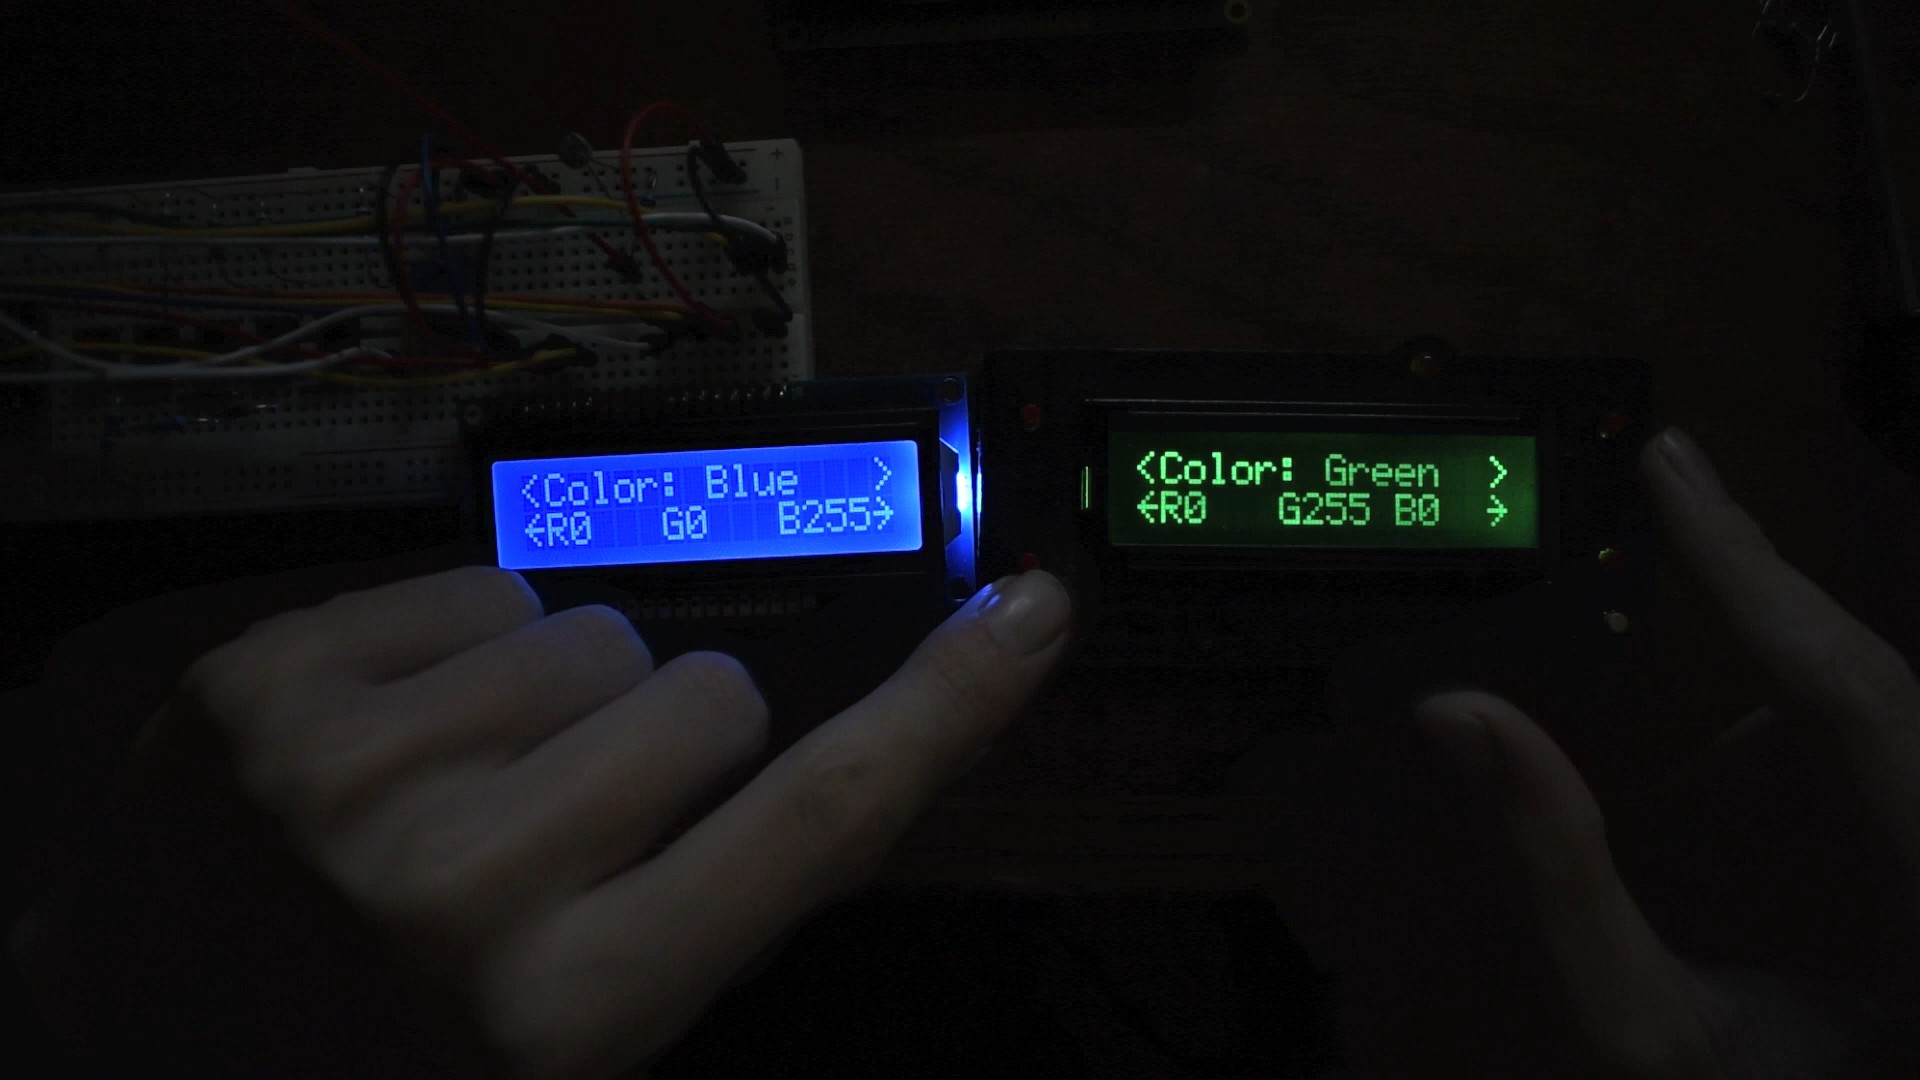 <Color: Blue >
←R0 G0 B255→
<Color: Green >
←R0 G255 B0 →